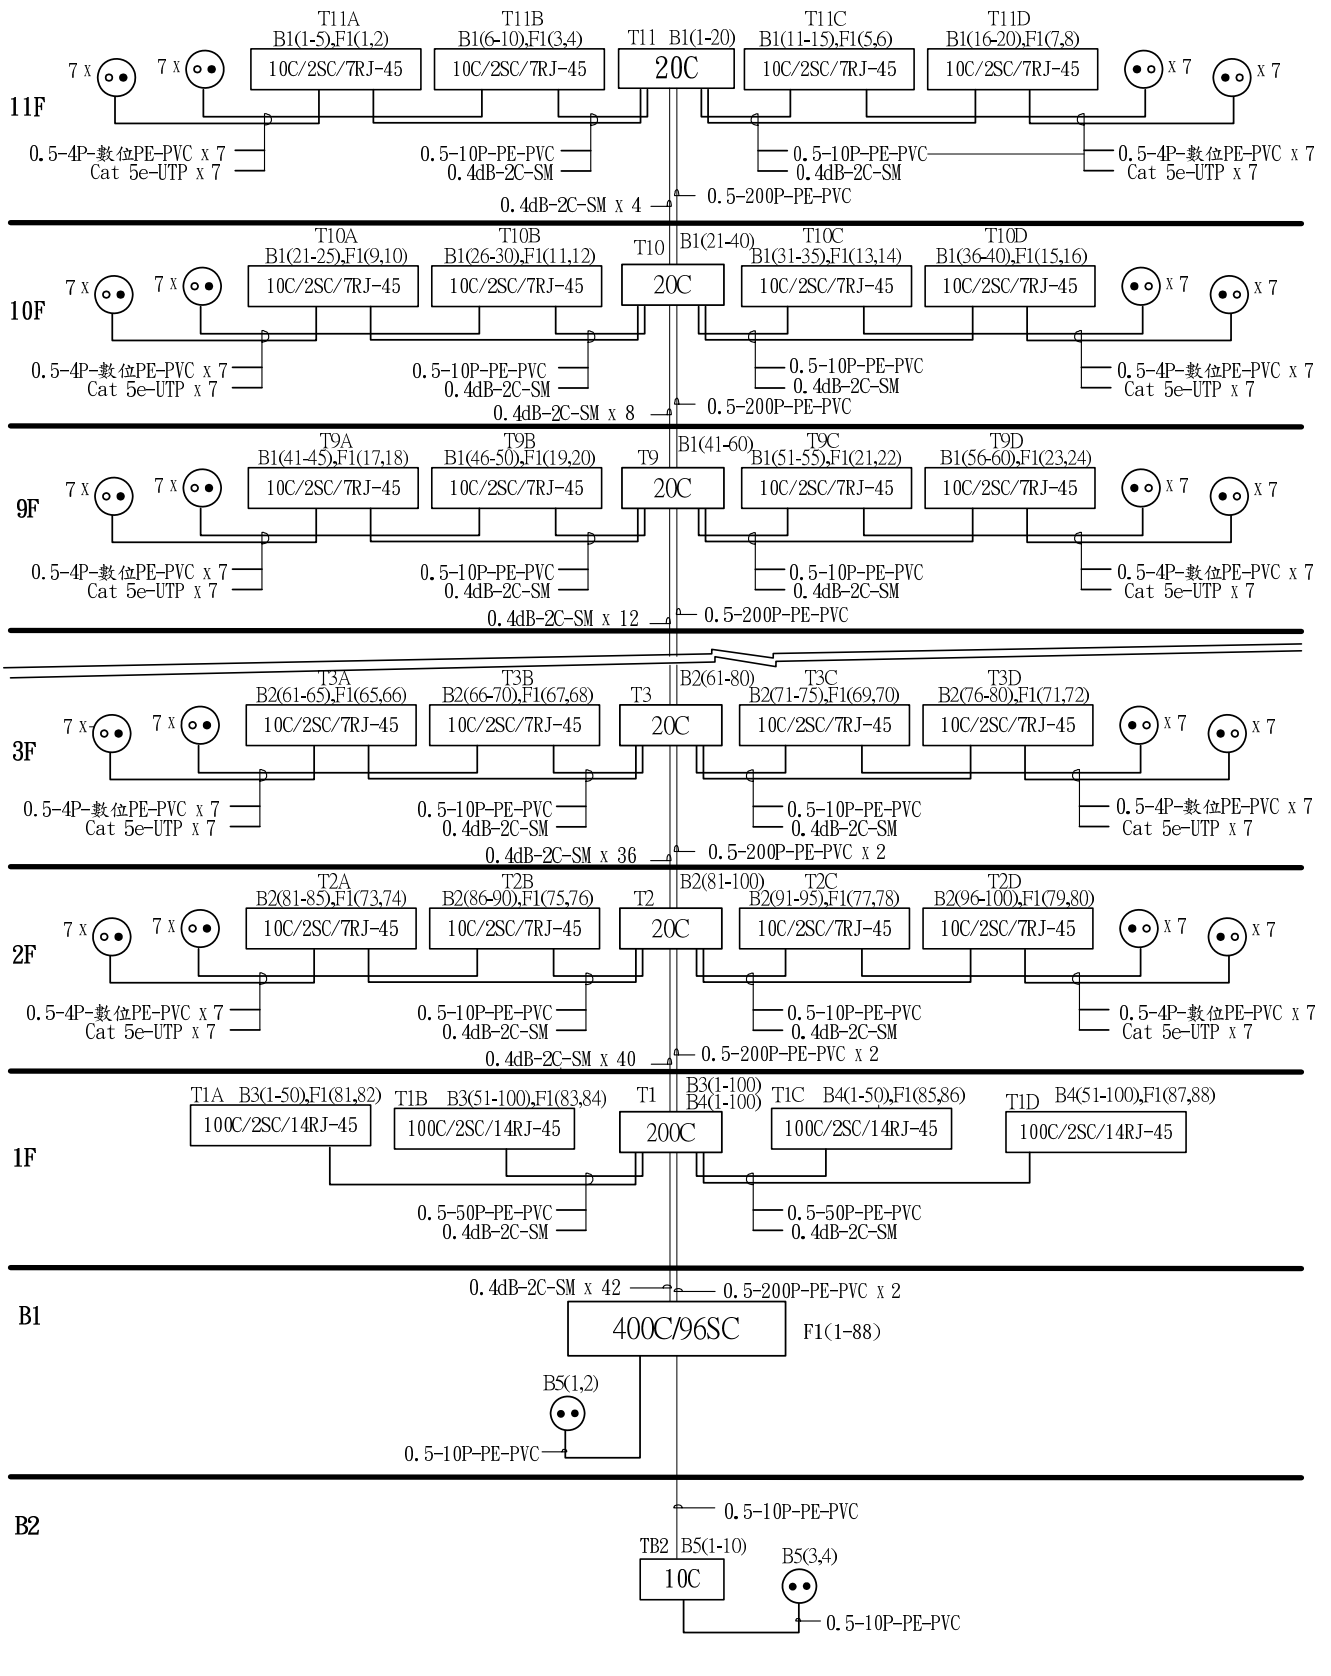 T11A T11B T11C T11D
B1(1-5),F1(1,2) B1(6-10),F1(3,4) T11 B1(1-20) B1(11-15),F1(5,6) B1(16-20),F1(7,8)
7 x 7 x 10C/2SC/7RJ-45 10C/2SC/7RJ-45 20C 10C/2SC/7RJ-45 10C/2SC/7RJ-45 x 7 x 7
11F
0.5-4P-數位PE-PVC x 7 0.5-10P-PE-PVC 0.5-10P-PE-PVC 0.5-4P-數位PE-PVC x 7
Cat 5e-UTP x 7 0.4dB-2C-SM 0.4dB-2C-SM Cat 5e-UTP x 7
0.4dB-2C-SM x 4 0.5-200P-PE-PVC
T10A T10B T10 B1(21-40) T10C T10D
B1(21-25),F1(9,10) B1(26-30),F1(11,12) B1(31-35),F1(13,14) B1(36-40),F1(15,16)
7 x 7 x 10C/2SC/7RJ-45 10C/2SC/7RJ-45 20C 10C/2SC/7RJ-45 10C/2SC/7RJ-45 x 7 x 7
10F
0.5-4P-數位PE-PVC x 7 0.5-10P-PE-PVC 0.5-10P-PE-PVC 0.5-4P-數位PE-PVC x 7
Cat 5e-UTP x 7 0.4dB-2C-SM 0.4dB-2C-SM Cat 5e-UTP x 7
0.4dB-2C-SM x 8 0.5-200P-PE-PVC
T9A T9B B1(41-60) T9C T9D
B1(41-45),F1(17,18) B1(46-50),F1(19,20) T9 B1(51-55),F1(21,22) B1(56-60),F1(23,24)
7 x 7 x 10C/2SC/7RJ-45 10C/2SC/7RJ-45 20C 10C/2SC/7RJ-45 10C/2SC/7RJ-45 x 7 x 7
9F
0.5-4P-數位PE-PVC x 7 0.5-10P-PE-PVC 0.5-10P-PE-PVC 0.5-4P-數位PE-PVC x 7
Cat 5e-UTP x 7 0.4dB-2C-SM 0.4dB-2C-SM Cat 5e-UTP x 7
0.4dB-2C-SM x 12 0.5-200P-PE-PVC
T3A T3B B2(61-80) T3C T3D
B2(61-65),F1(65,66) B2(66-70),F1(67,68) T3 B2(71-75),F1(69,70) B2(76-80),F1(71,72)
7 x 7 x 10C/2SC/7RJ-45 10C/2SC/7RJ-45 20C 10C/2SC/7RJ-45 10C/2SC/7RJ-45 x 7 x 7
3F
0.5-4P-數位PE-PVC x 7 0.5-10P-PE-PVC 0.5-10P-PE-PVC 0.5-4P-數位PE-PVC x 7
Cat 5e-UTP x 7 0.4dB-2C-SM 0.4dB-2C-SM Cat 5e-UTP x 7
0.4dB-2C-SM x 36 0.5-200P-PE-PVC x 2
T2A T2B B2(81-100) T2C T2D
B2(81-85),F1(73,74) B2(86-90),F1(75,76) T2 B2(91-95),F1(77,78) B2(96-100),F1(79,80)
7 x 7 x 10C/2SC/7RJ-45 10C/2SC/7RJ-45 20C 10C/2SC/7RJ-45 10C/2SC/7RJ-45 x 7 x 7
2F
0.5-4P-數位PE-PVC x 7 0.5-10P-PE-PVC 0.5-10P-PE-PVC 0.5-4P-數位PE-PVC x 7
Cat 5e-UTP x 7 0.4dB-2C-SM 0.4dB-2C-SM Cat 5e-UTP x 7
0.4dB-2C-SM x 40 0.5-200P-PE-PVC x 2
B3(1-100)
T1A B3(1-50),F1(81,82) T1B B3(51-100),F1(83,84) T1 B4(1-100) T1C B4(1-50),F1(85,86) T1D B4(51-100),F1(87,88)
100C/2SC/14RJ-45 100C/2SC/14RJ-45 200C 100C/2SC/14RJ-45 100C/2SC/14RJ-45
1F
0.5-50P-PE-PVC 0.5-50P-PE-PVC
0.4dB-2C-SM 0.4dB-2C-SM
0.4dB-2C-SM x 42 0.5-200P-PE-PVC x 2
B1
400C/96SC F1(1-88)
B5(1,2)
0.5-10P-PE-PVC
0.5-10P-PE-PVC
B2
TB2 B5(1-10) B5(3,4)
10C
0.5-10P-PE-PVC